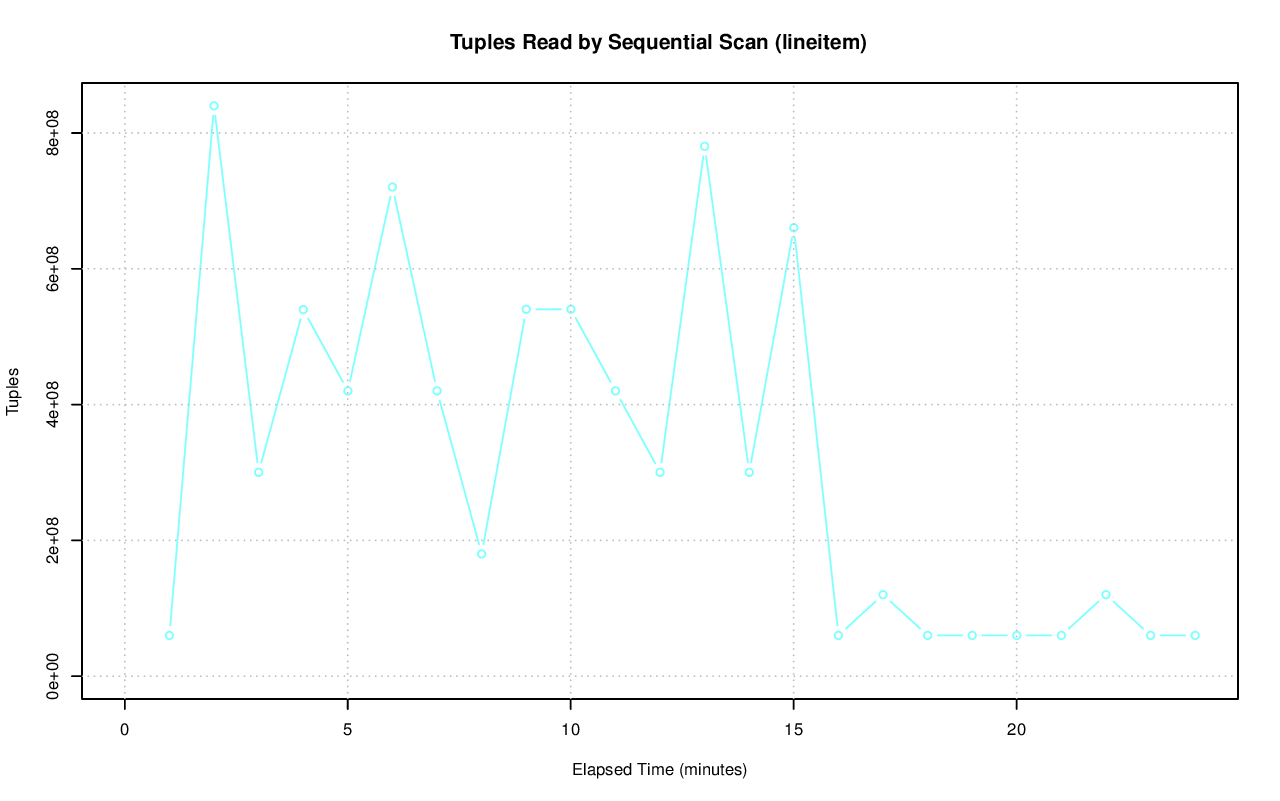 Tuples Read by Sequential Scan (lineitem)
8e+08
6e+08
4e+08
2e+08
0e+00
Tuples
0 5 10 15 20
Elapsed Time (minutes)